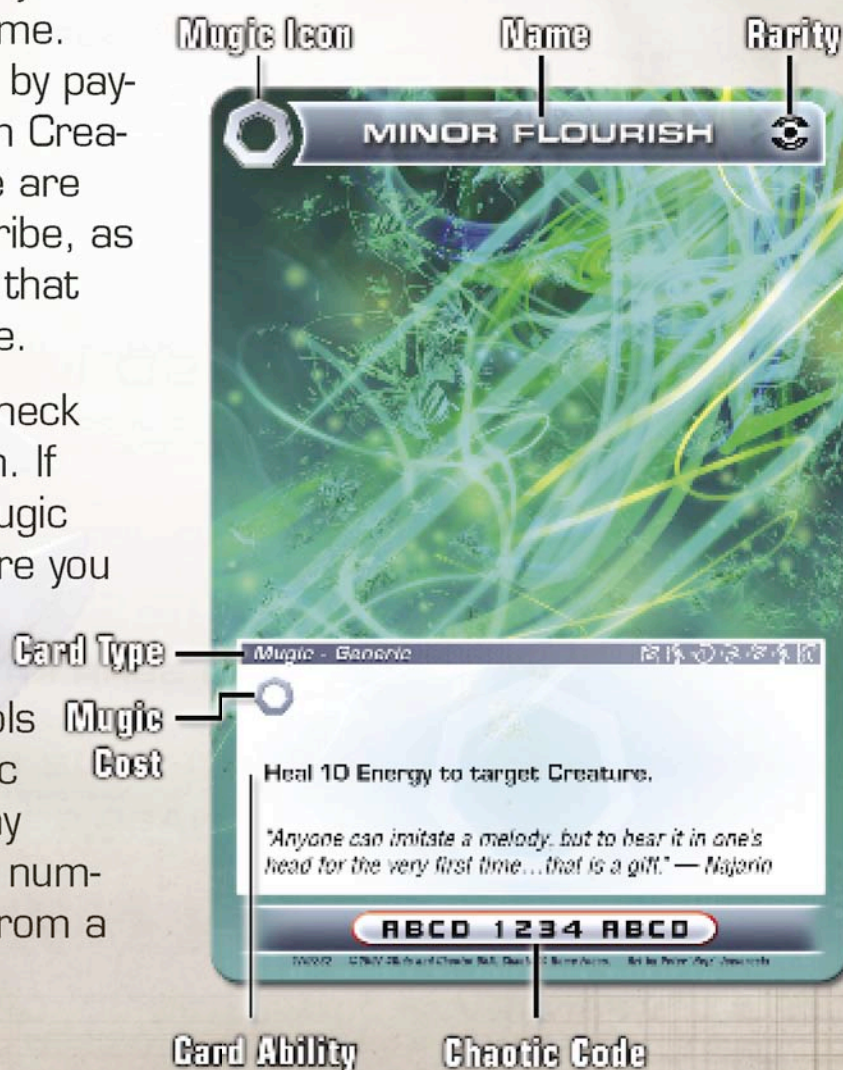 me.
by pay-
Crea-
are
ribe, as
that
e.
heck
If
ugic
re you
ols
c
ny
num-
rom a
Mugic Icon
Name
Rarity
MINOR FLOURISH
Card Type
Mugic - Generic
Mugic
Cost
Heal 10 Energy to target Creature.
"Anyone can imitate a melody, but to hear it in one's
head for the very first time...that is a gift." — Najarin
ABCD 1234 ABCD
Card Ability
Chaotic Code